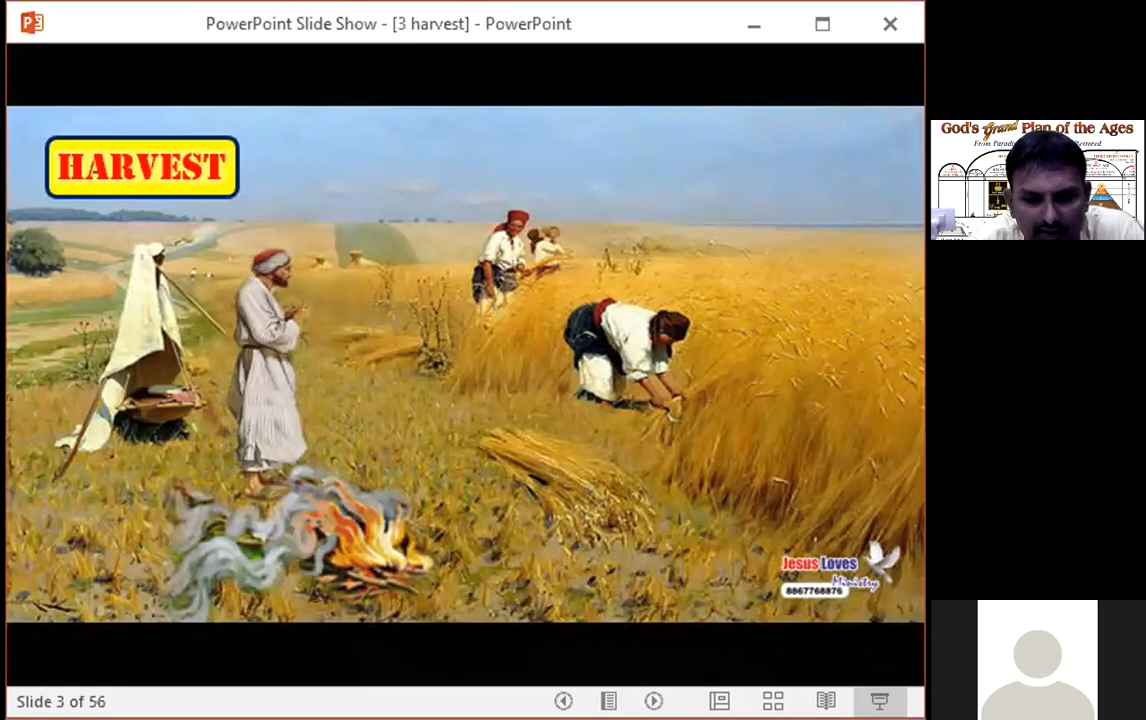 PowerPoint Slide Show - [3 harvest] - PowerPoint
HARVEST
God's Grand Plan of the Ages
Jesus Loves
Ministry
8867768876
Slide 3 of 56